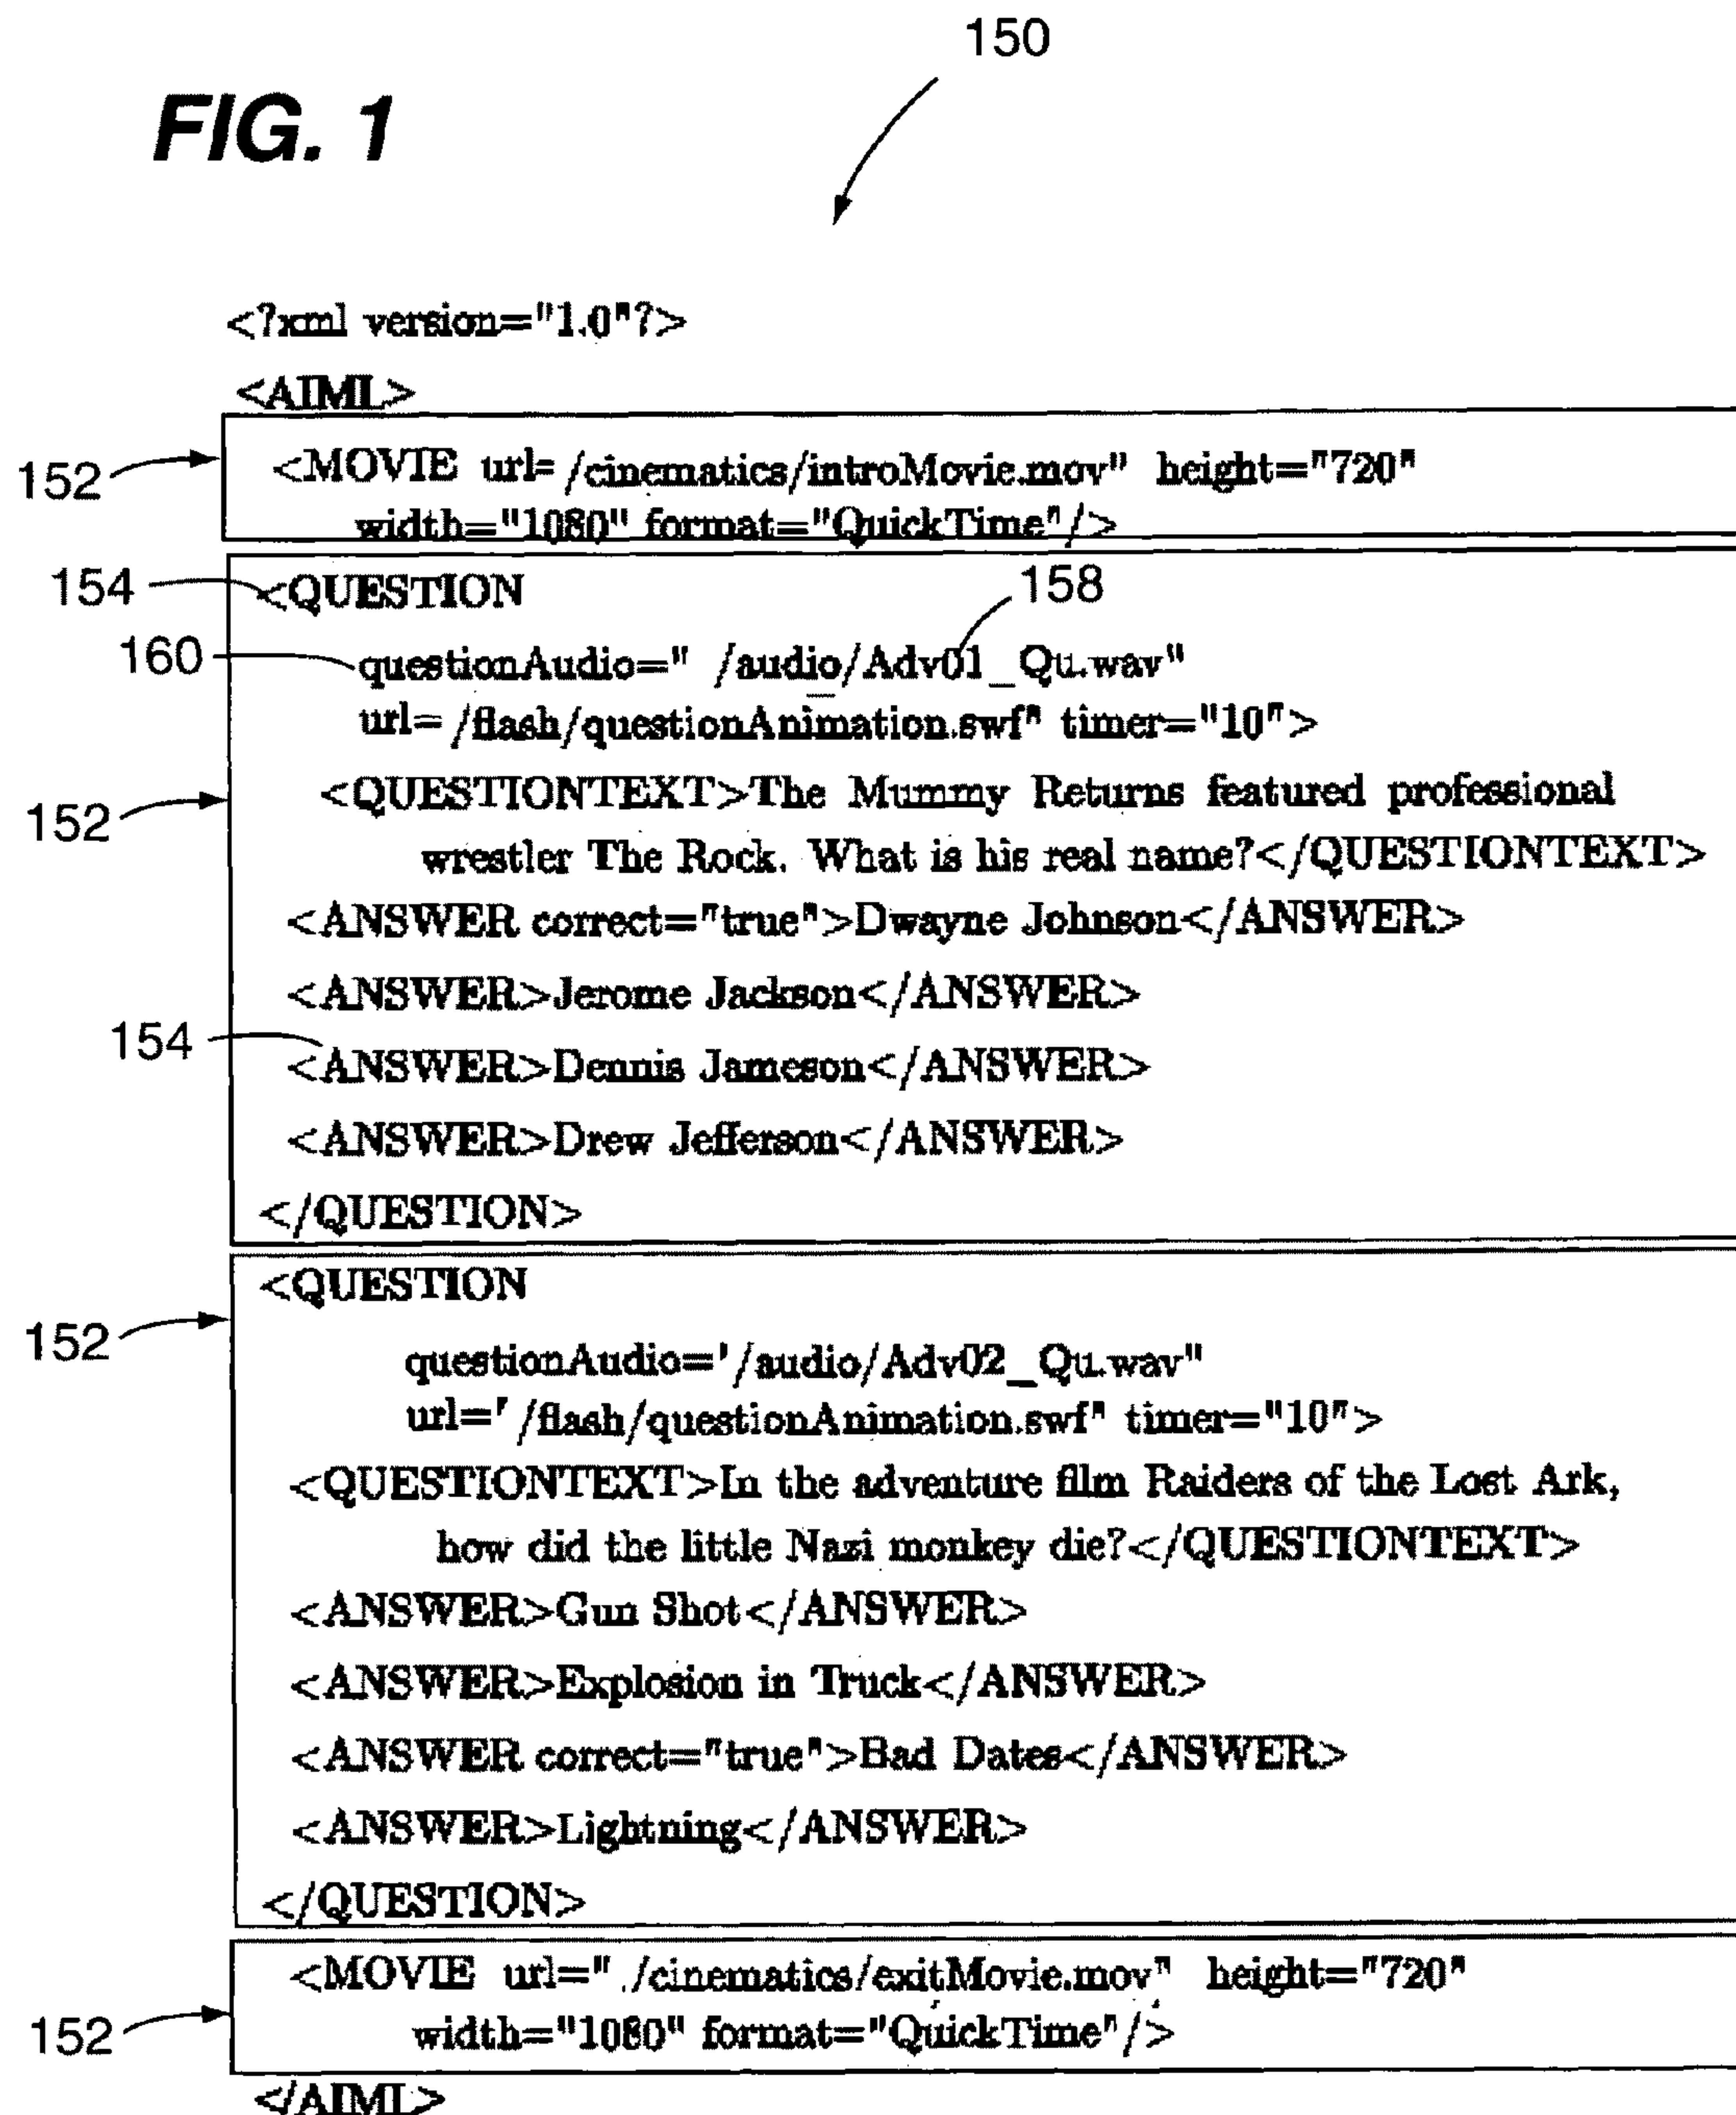 150
FIG. 1
<?xml version="1.0"?>
<AIML>
152
<MOVIE url= /cinematics/introMovie.mov" height="720"
width="1080" format="QuickTime"/>
154
<QUESTION
158
160
questionAudio=" /audio/Adv01_Qu.wav"
url= /flash/questionAnimation.swf" timer="10">
152
<QUESTIONTEXT>The Mummy Returns featured professional
wrestler The Rock. What is his real name?</QUESTIONTEXT>
<ANSWER correct="true">Dwayne Johnson</ANSWER>
<ANSWER>Jerome Jackson</ANSWER>
154
<ANSWER>Dennis Jameson</ANSWER>
<ANSWER>Drew Jefferson</ANSWER>
</QUESTION>
<QUESTION
152
questionAudio='/audio/Adv02_Qu.wav"
url='/flash/questionAnimation.swf" timer="10">
<QUESTIONTEXT>In the adventure film Raiders of the Lost Ark,
how did the little Nazi monkey die?</QUESTIONTEXT>
<ANSWER>Gun Shot</ANSWER>
<ANSWER>Explosion in Truck</ANSWER>
<ANSWER correct="true">Bad Dates</ANSWER>
<ANSWER>Lightning</ANSWER>
</QUESTION>
<MOVIE url="./cinematics/exitMovie.mov" height="720"
152
width="1080" format="QuickTime"/>
</AIML>